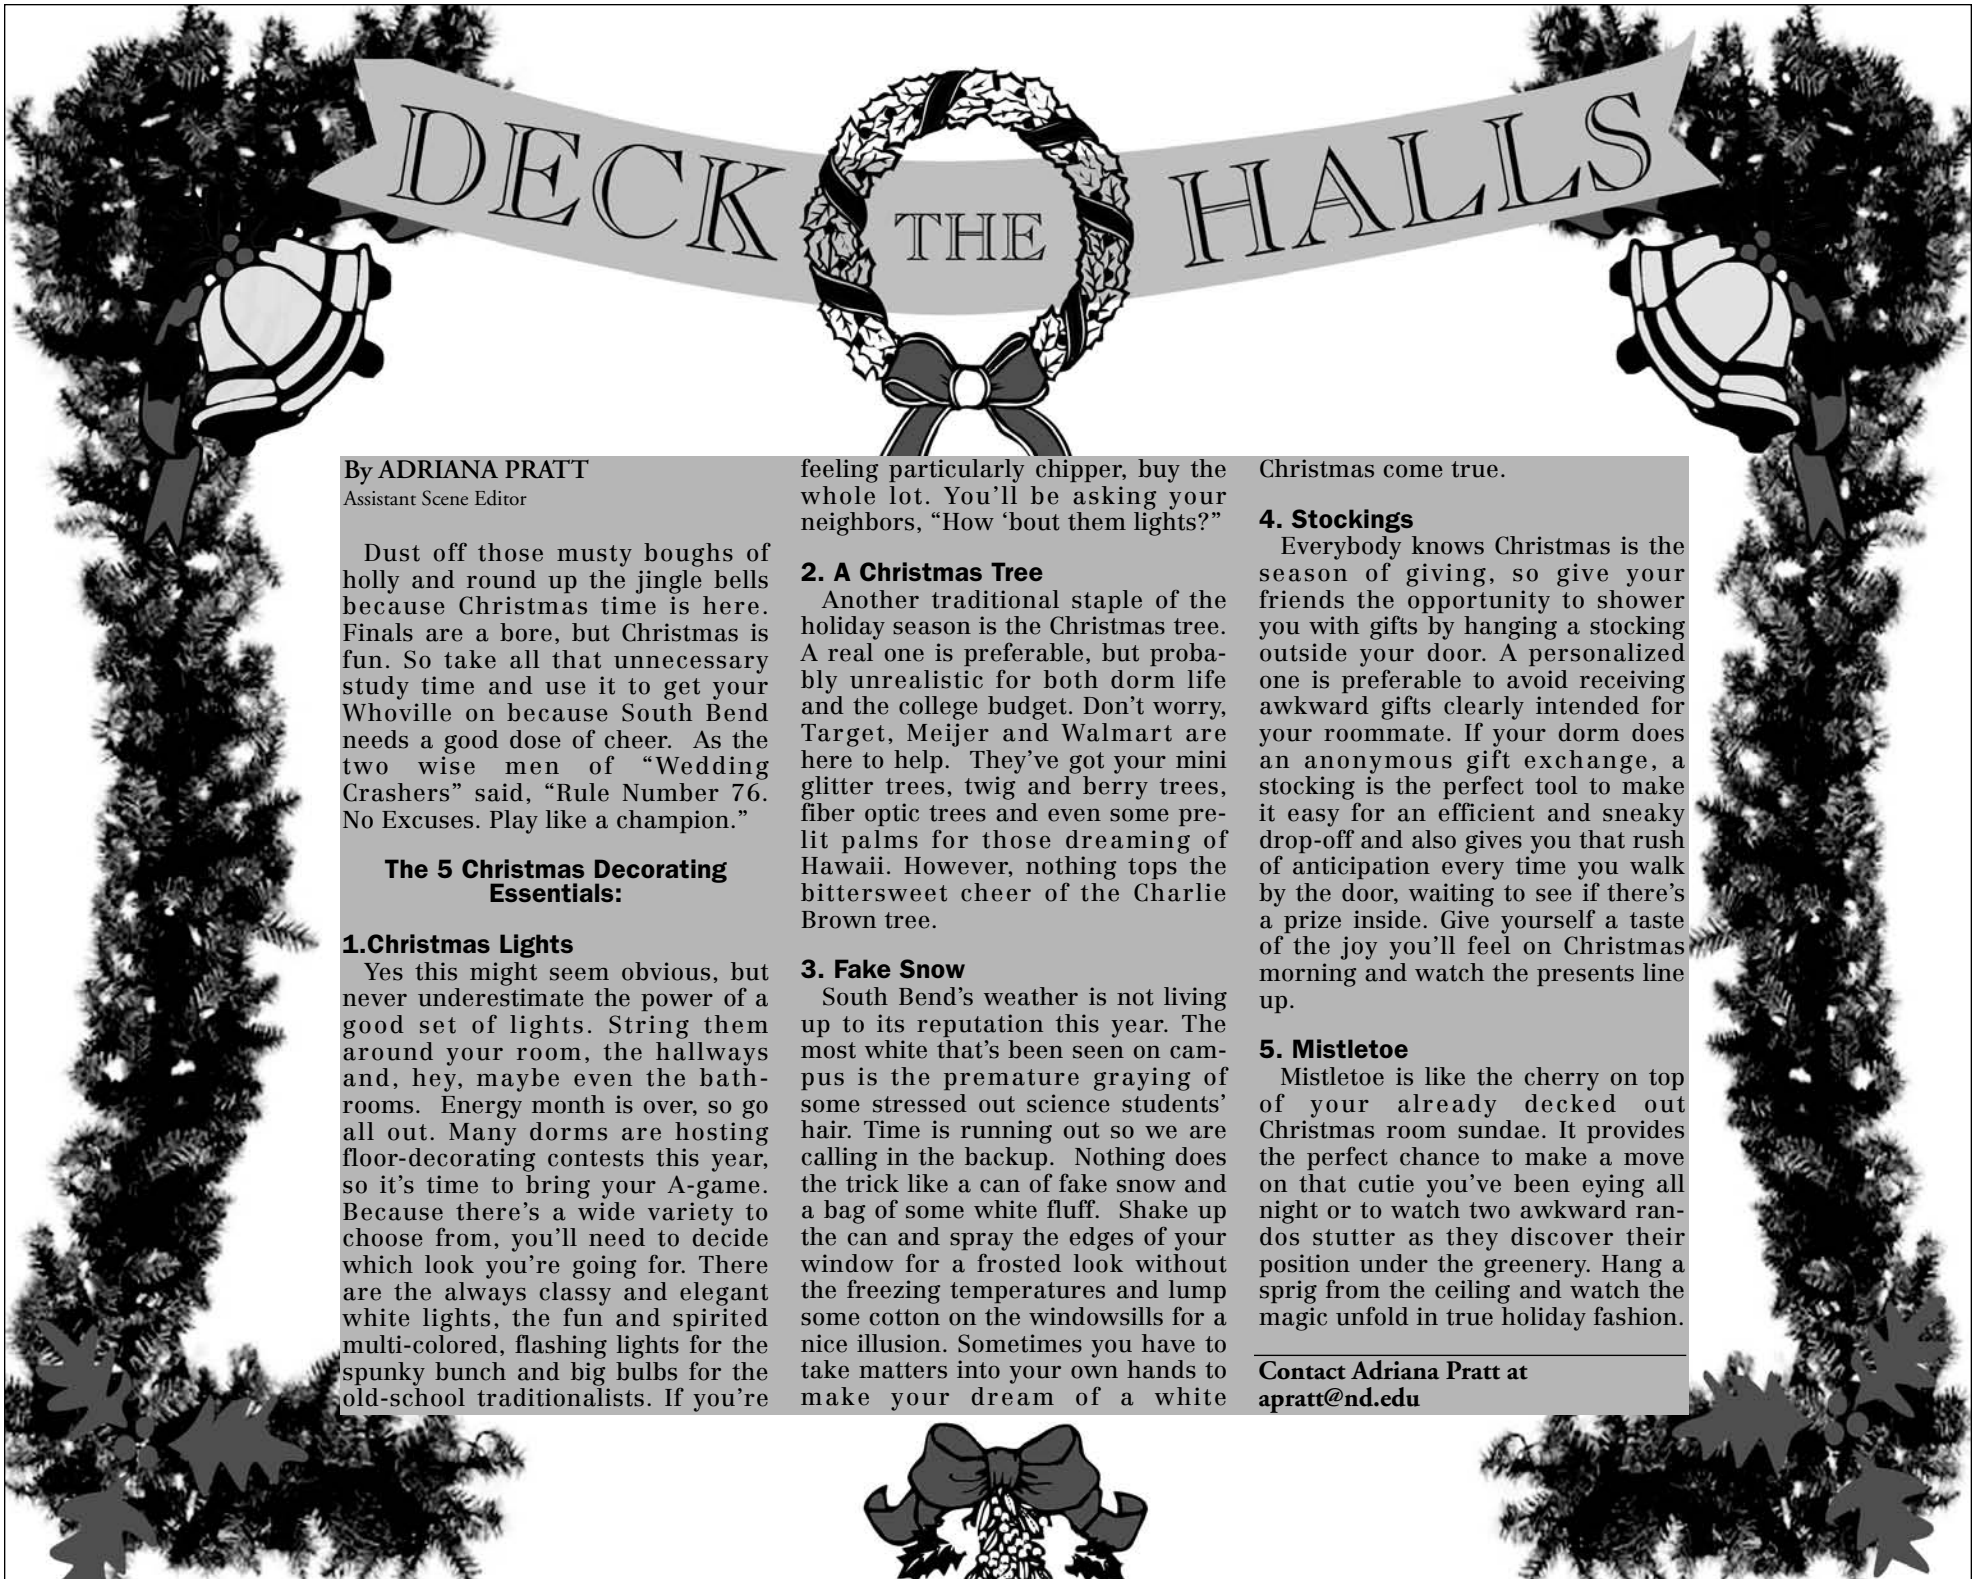 DECK THE HALLS
By ADRIANA PRATT
Assistant Scene Editor
Dust off those musty boughs of
holly and round up the jingle bells
because Christmas time is here.
Finals are a bore, but Christmas is
fun. So take all that unnecessary
study time and use it to get your
Whoville on because South Bend
needs a good dose of cheer.  As the
two wise men of “Wedding
Crashers” said, “Rule Number 76.
No Excuses. Play like a champion.”
The 5 Christmas Decorating
Essentials:
1.Christmas Lights
Yes this might seem obvious, but
never underestimate the power of a
good set of lights. String them
around your room, the hallways
and, hey, maybe even the bath-
rooms.  Energy month is over, so go
all out. Many dorms are hosting
floor-decorating contests this year,
so it's time to bring your A-game.
Because there's a wide variety to
choose from, you'll need to decide
which look you're going for. There
are the always classy and elegant
white lights, the fun and spirited
multi-colored, flashing lights for the
spunky bunch and big bulbs for the
old-school traditionalists. If you're
feeling particularly chipper, buy the
whole lot. You'll be asking your
neighbors, “How ‘bout them lights?”
2. A Christmas Tree
Another traditional staple of the
holiday season is the Christmas tree.
A real one is preferable, but proba-
bly unrealistic for both dorm life
and the college budget. Don't worry,
Target, Meijer and Walmart are
here to help.  They've got your mini
glitter trees, twig and berry trees,
fiber optic trees and even some pre-
lit palms for those dreaming of
Hawaii. However, nothing tops the
bittersweet cheer of the Charlie
Brown tree.
3. Fake Snow
South Bend's weather is not living
up to its reputation this year. The
most white that's been seen on cam-
pus is the premature graying of
some stressed out science students'
hair. Time is running out so we are
calling in the backup.  Nothing does
the trick like a can of fake snow and
a bag of some white fluff.  Shake up
the can and spray the edges of your
window for a frosted look without
the freezing temperatures and lump
some cotton on the windowsills for a
nice illusion. Sometimes you have to
take matters into your own hands to
make your dream of a white
Christmas come true.
4. Stockings
Everybody knows Christmas is the
season of giving, so give your
friends the opportunity to shower
you with gifts by hanging a stocking
outside your door. A personalized
one is preferable to avoid receiving
awkward gifts clearly intended for
your roommate. If your dorm does
an anonymous gift exchange, a
stocking is the perfect tool to make
it easy for an efficient and sneaky
drop-off and also gives you that rush
of anticipation every time you walk
by the door, waiting to see if there's
a prize inside. Give yourself a taste
of the joy you'll feel on Christmas
morning and watch the presents line
up.
5. Mistletoe
Mistletoe is like the cherry on top
of your already decked out
Christmas room sundae. It provides
the perfect chance to make a move
on that cutie you've been eying all
night or to watch two awkward ran-
dos stutter as they discover their
position under the greenery. Hang a
sprig from the ceiling and watch the
magic unfold in true holiday fashion.
Contact Adriana Pratt at
apratt@nd.edu